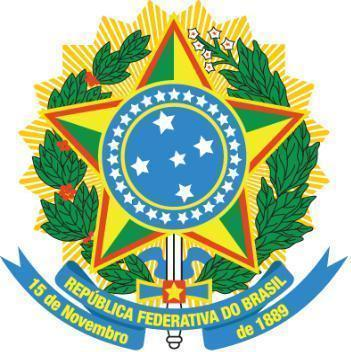 REPÚBLICA FEDERATIVA DO BRASIL
15 de Novembro
de 1889